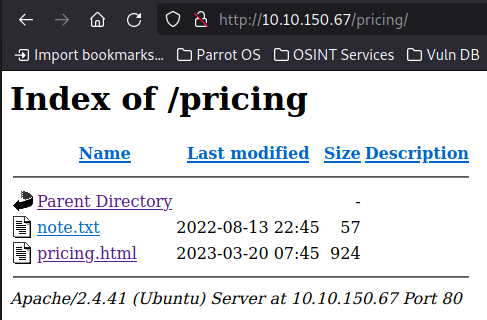 http://10.10.150.67/pricing/
Import bookmarks... Parrot OS OSINT Services Vuln DB
Index of /pricing
Name Last modified Size Description
Parent Directory -
note.txt 2022-08-13 22:45 57
pricing.html 2023-03-20 07:45 924
Apache/2.4.41 (Ubuntu) Server at 10.10.150.67 Port 80